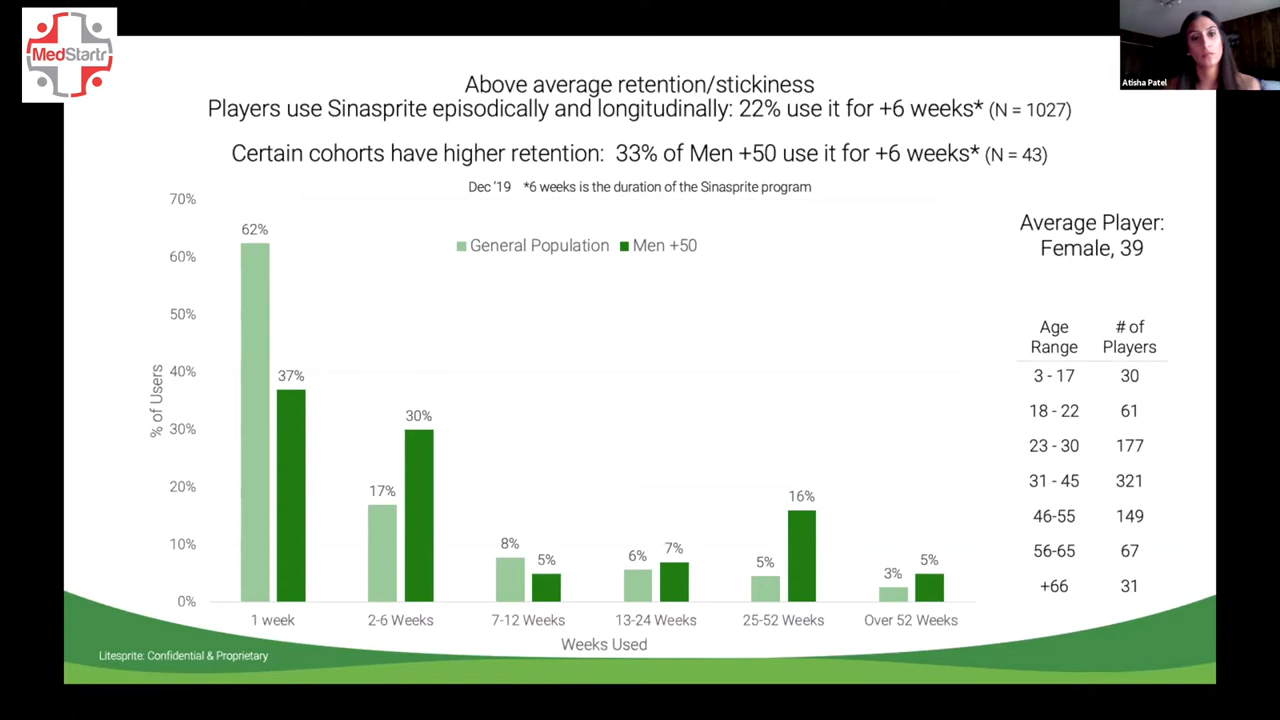 MedStartr
Atisha Patel
Above average retention/stickiness
Players use Sinasprite episodically and longitudinally: 22% use it for +6 weeks* (N = 1027)
Certain cohorts have higher retention: 33% of Men +50 use it for +6 weeks* (N = 43)
Dec '19 *6 weeks is the duration of the Sinasprite program
General Population Men +50
% of Users
70%
60%
50%
40%
30%
20%
10%
0%
62%
37%
17%
30%
8%
5%
6%
7%
5%
16%
3%
5%
1 week
2-6 Weeks
7-12 Weeks
13-24 Weeks
25-52 Weeks
Over 52 Weeks
Weeks Used
Average Player:
Female, 39
Age Range # of Players
3 - 17 30
18 - 22 61
23 - 30 177
31 - 45 321
46-55 149
56-65 67
+66 31
Litesprite: Confidential & Proprietary